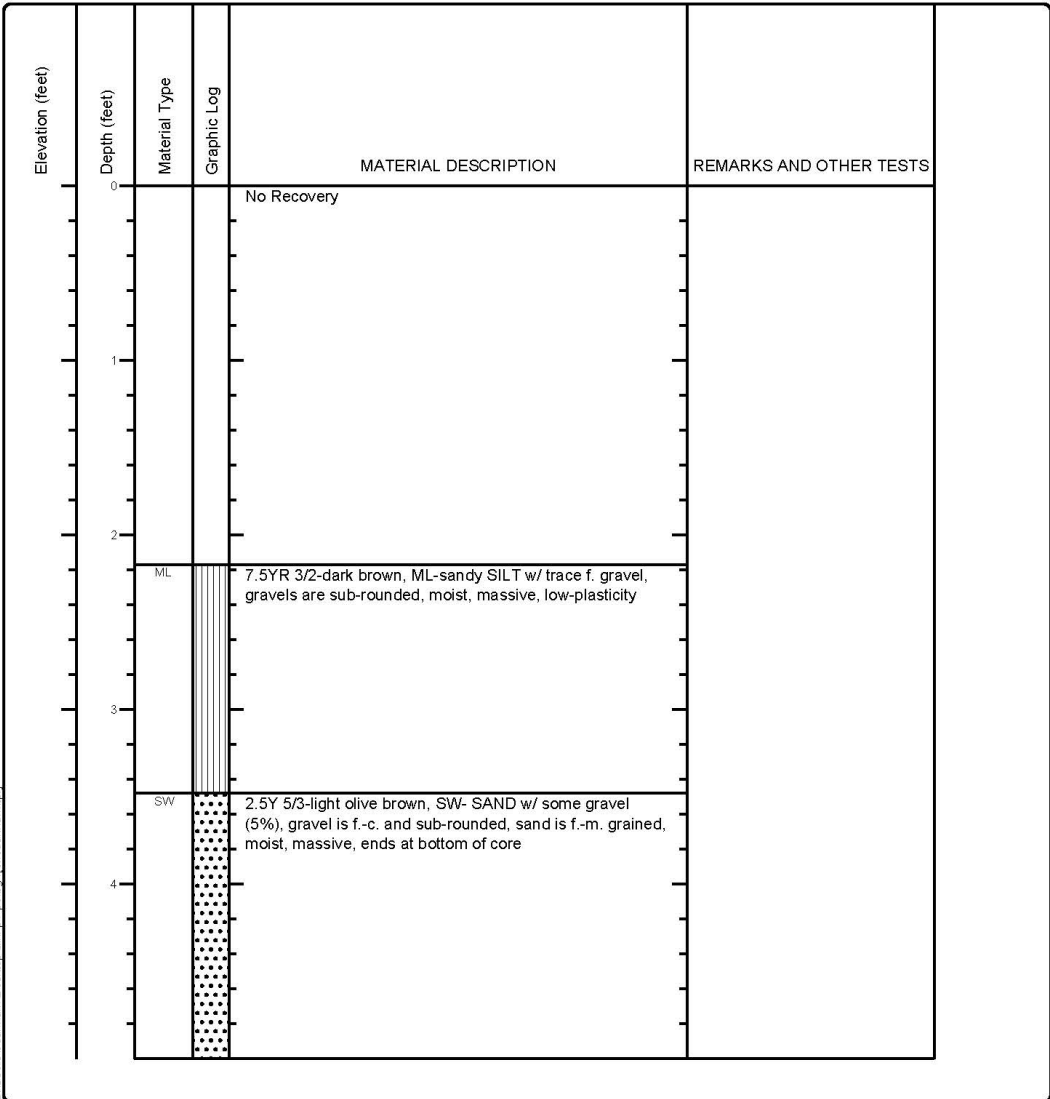 Elevation (feet)
Depth (feet)
Material Type
Graphic Log
MATERIAL DESCRIPTION
REMARKS AND OTHER TESTS
0
No Recovery
1
2
ML
7.5YR 3/2-dark brown, ML-sandy SILT w/ trace f. gravel,
gravels are sub-rounded, moist, massive, low-plasticity
3
SW
2.5Y 5/3-light olive brown, SW- SAND w/ some gravel
(5%), gravel is f.-c. and sub-rounded, sand is f.-m. grained,
moist, massive, ends at bottom of core
4